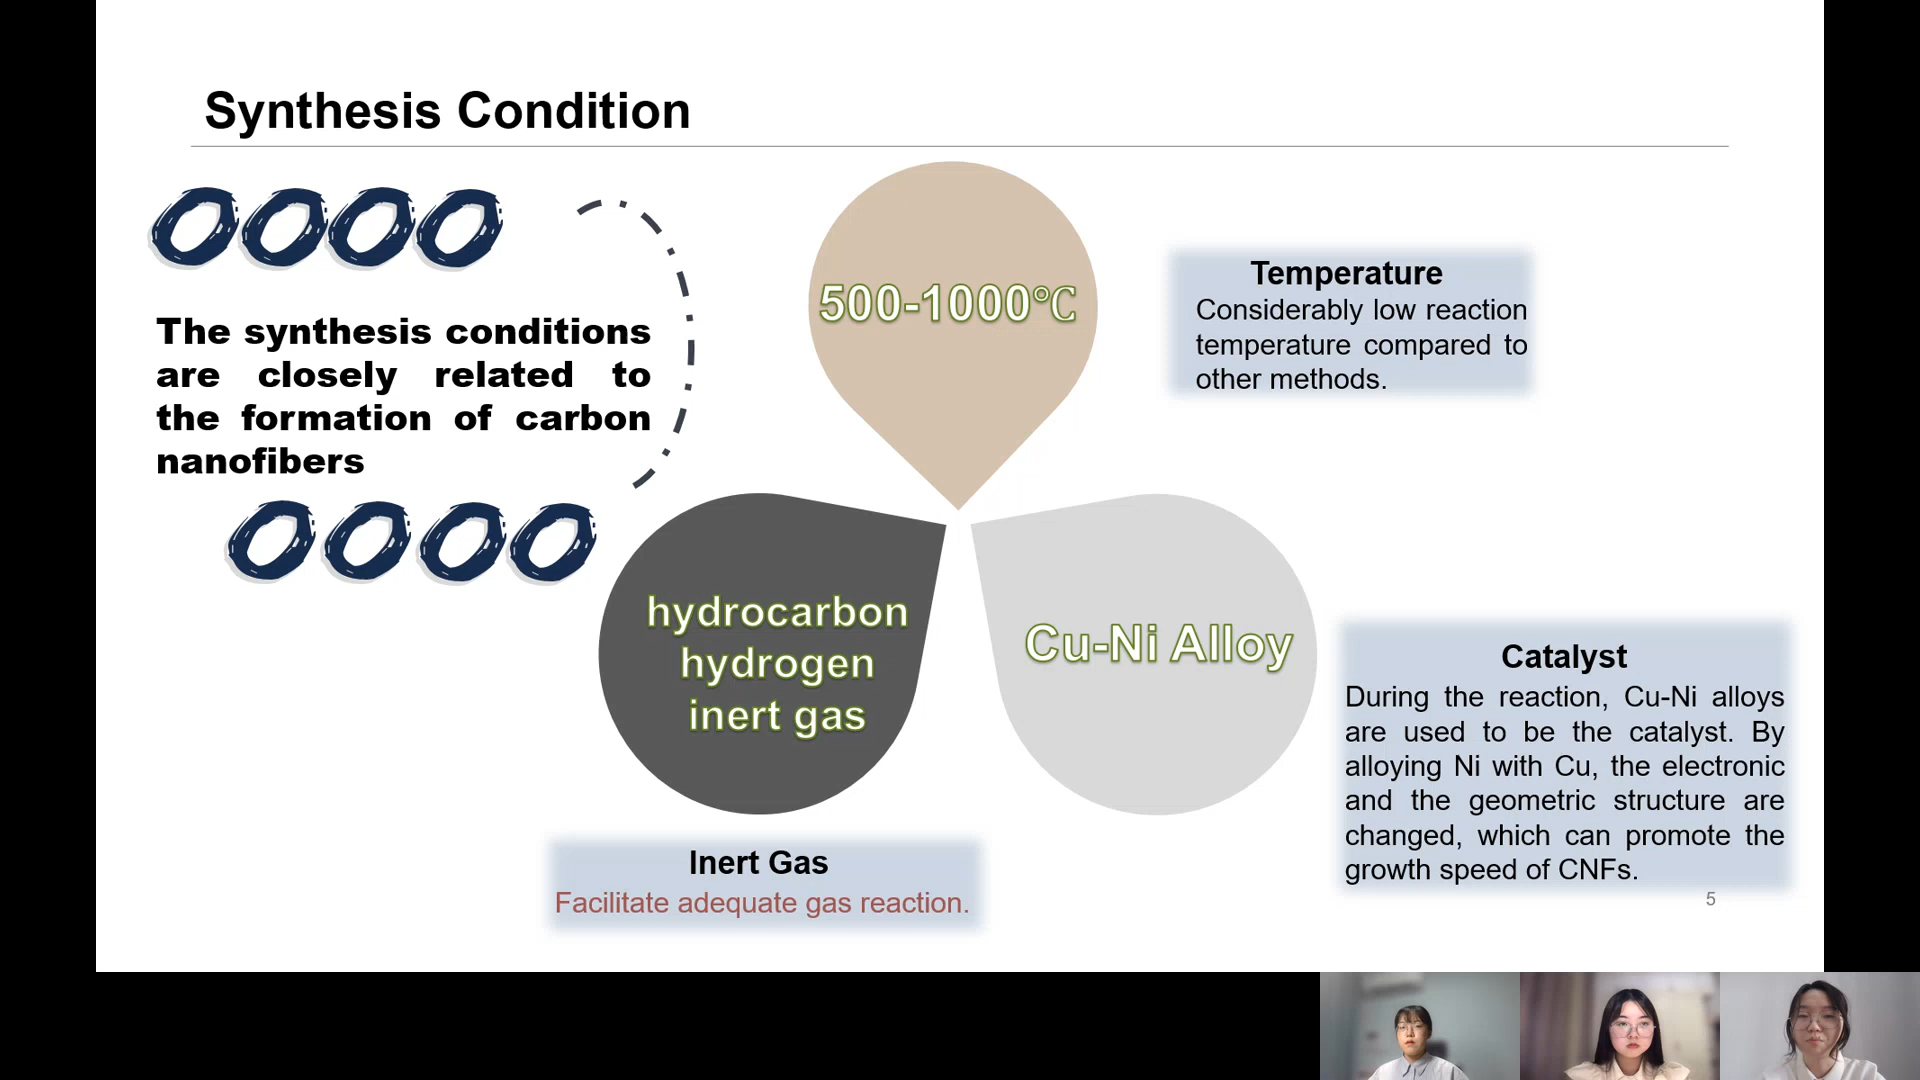 Synthesis Condition
The synthesis conditions
are closely related to
the formation of carbon
nanofibers
500-1000℃
Temperature
Considerably low reaction
temperature compared to
other methods.
hydrocarbon
hydrogen
inert gas
Cu-Ni Alloy
Catalyst
During the reaction, Cu-Ni alloys
are used to be the catalyst. By
alloying Ni with Cu, the electronic
and the geometric structure are
changed, which can promote the
growth speed of CNFs.
Inert Gas
Facilitate adequate gas reaction.
5